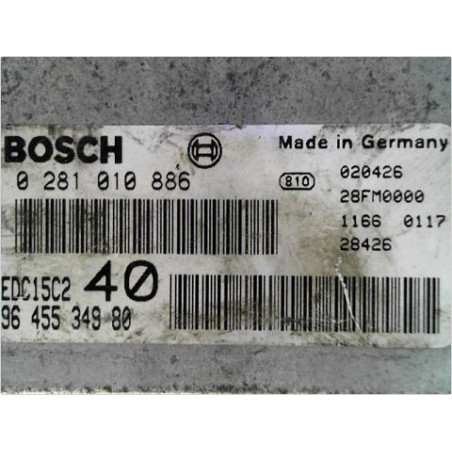 BOSCH
Made in Germany
0 281 010 886
810
020426
28FM0000
1166 0117
28426
EDC15C2 40
96 455 349 80